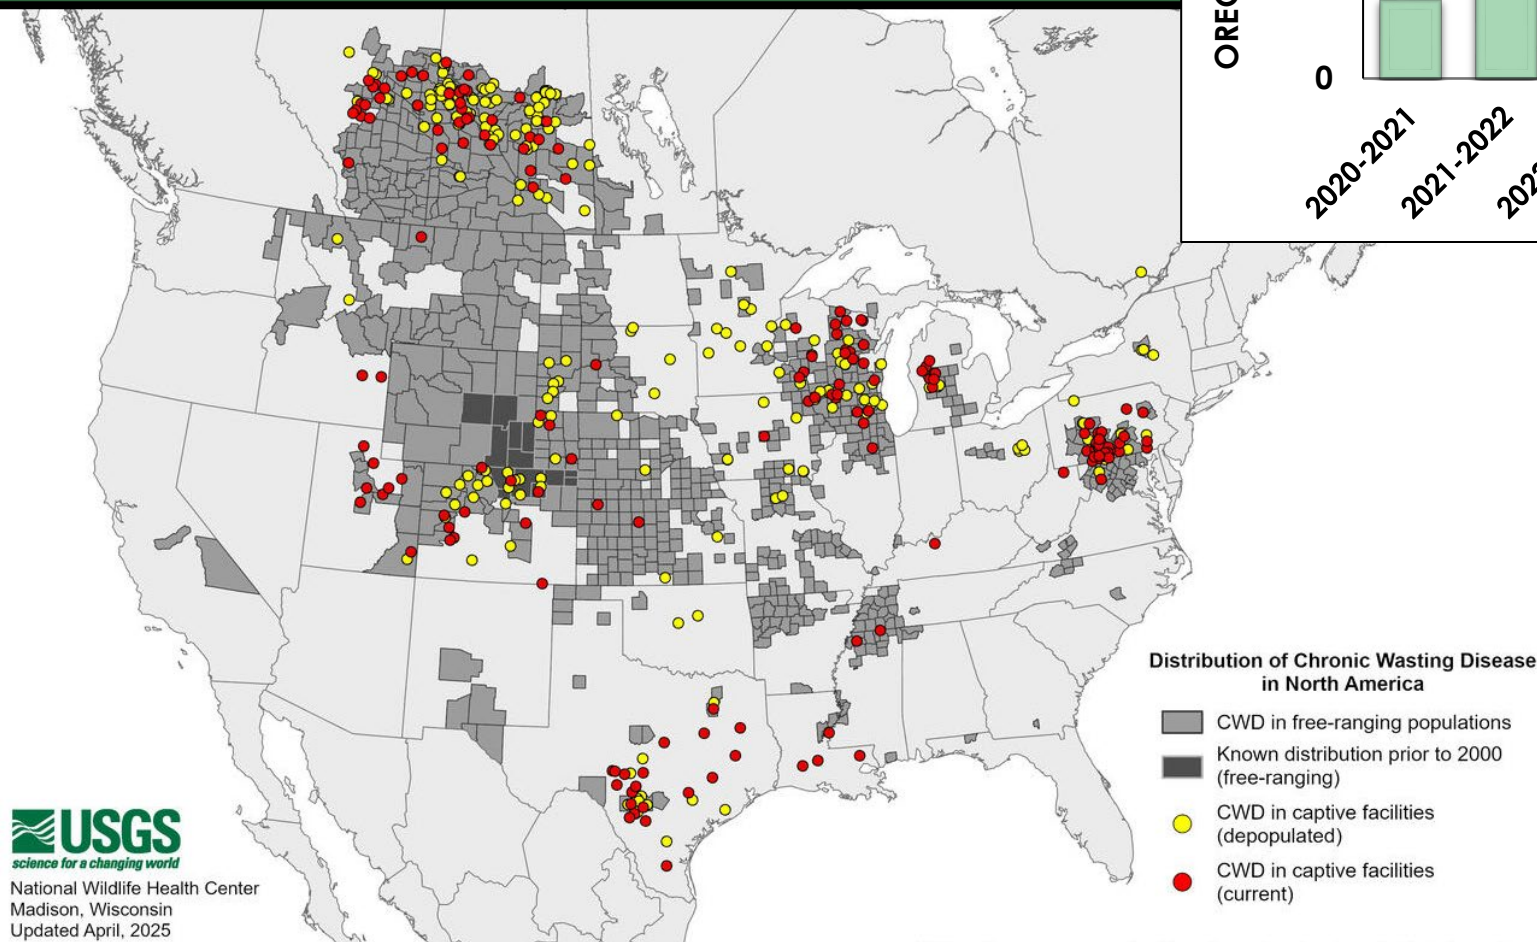 OREG
0
2020-2021
2021-2022
Distribution of Chronic Wasting Disease
in North America
CWD in free-ranging populations
Known distribution prior to 2000
(free-ranging)
CWD in captive facilities
(depopulated)
CWD in captive facilities
(current)
USGS
science for a changing world
National Wildlife Health Center
Madison, Wisconsin
Updated April, 2025